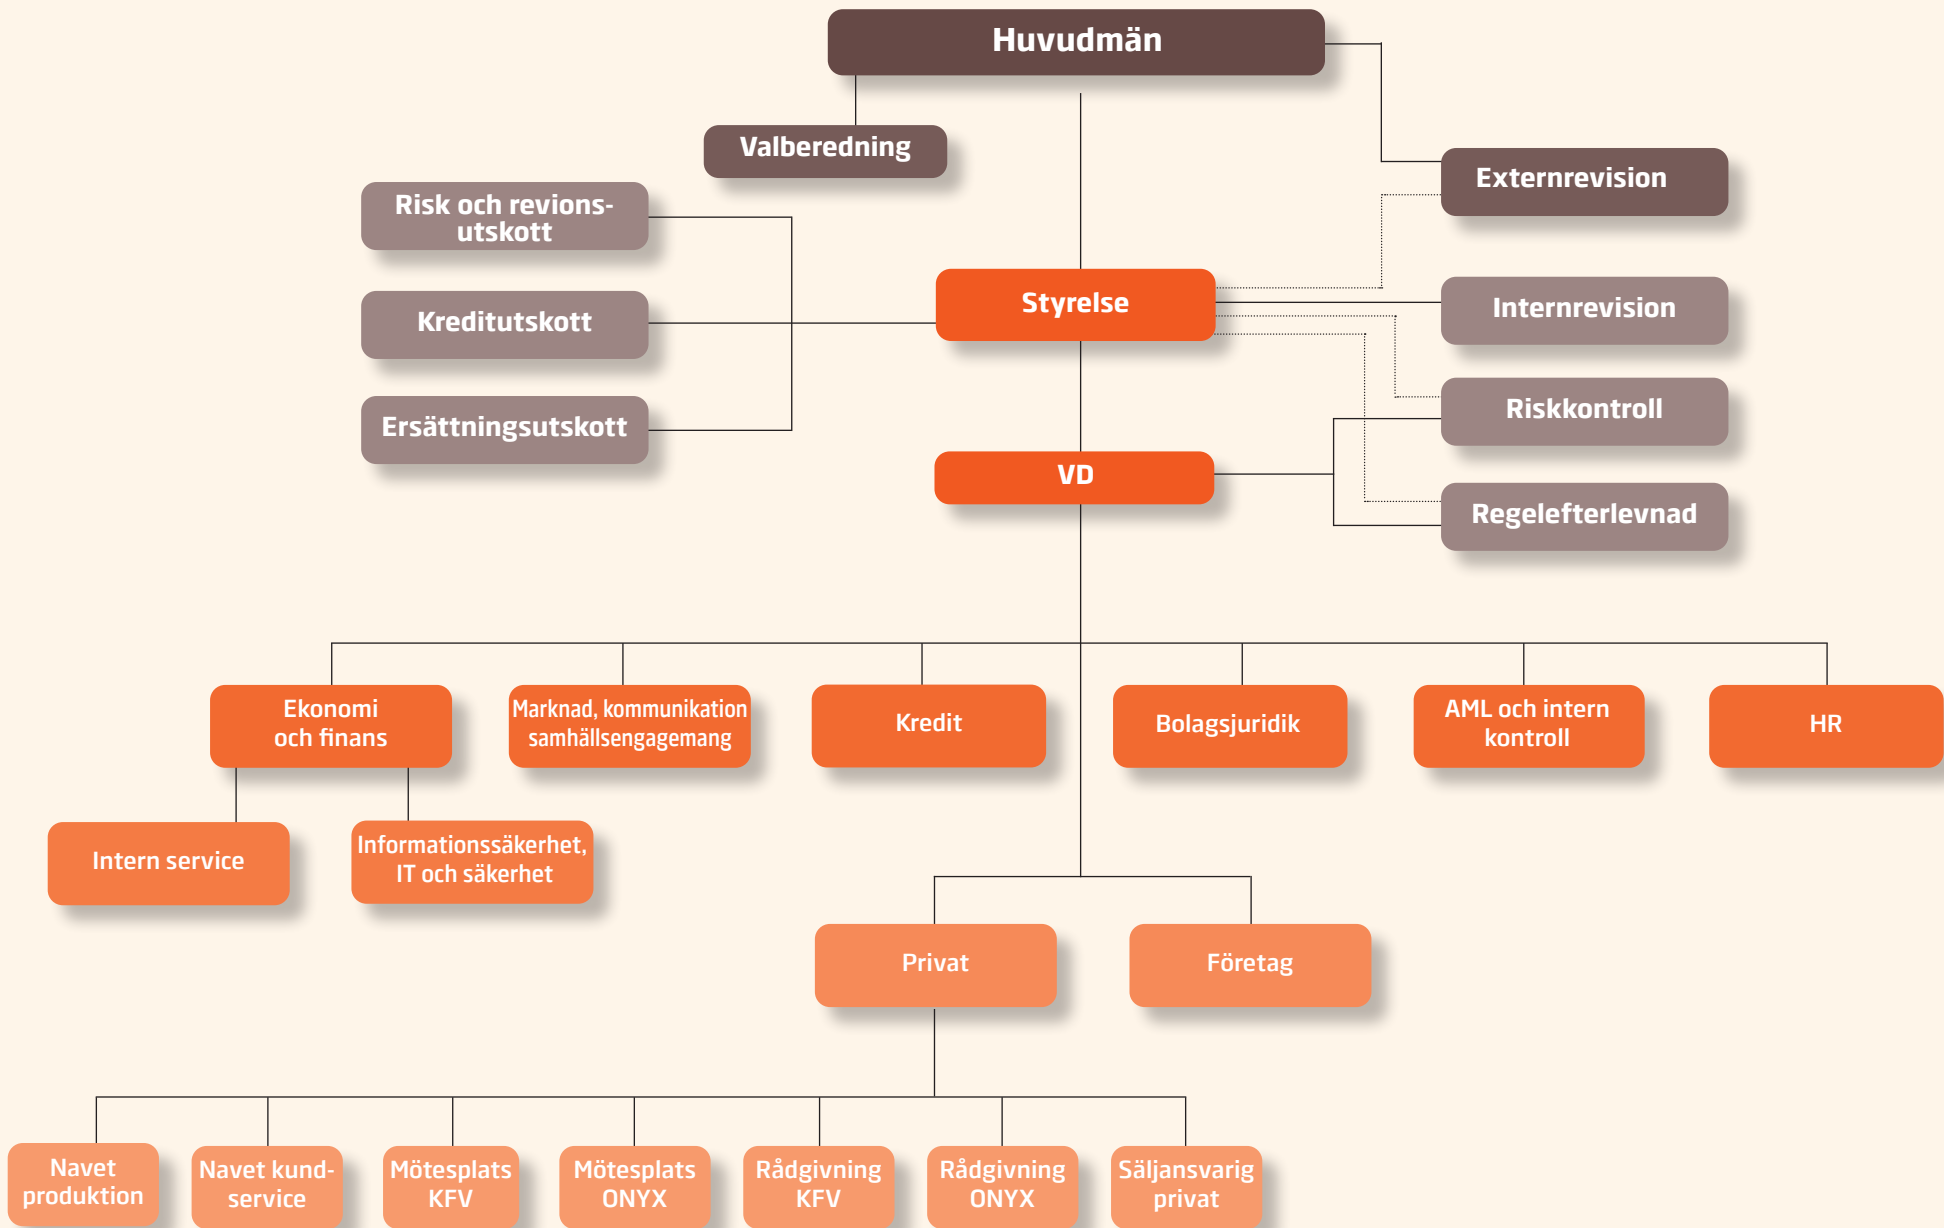 Huvudmän
Valberedning
Externrevision
Risk och revions-
utskott
Styrelse
Internrevision
Kreditutskott
Riskkontroll
Ersättningsutskott
VD
Regelefterlevnad
Ekonomi
och finans
Marknad, kommunikation
samhällsengagemang
Kredit
Bolagsjuridik
AML och intern
kontroll
HR
Intern service
Informationssäkerhet,
IT och säkerhet
Privat
Företag
Navet
produktion
Navet kund-
service
Mötesplats
KFV
Mötesplats
ONYX
Rådgivning
KFV
Rådgivning
ONYX
Säljansvarig
privat